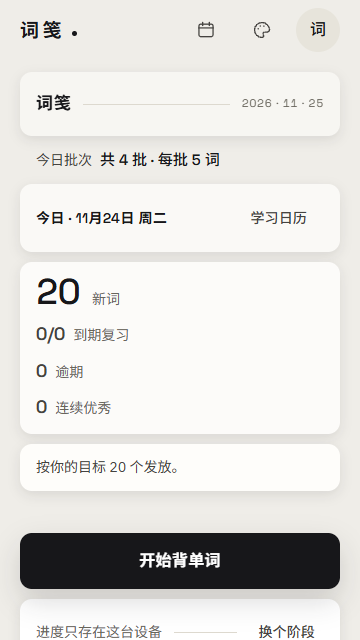 词笺
词
词笺 2026 · 11 · 25
今日批次 共 4 批 · 每批 5 词
今日 · 11月24日 周二 学习日历
20 新词
0/0 到期复习
0 逾期
0 连续优秀
按你的目标 20 个发放。
开始背单词
进度只存在这台设备 换个阶段